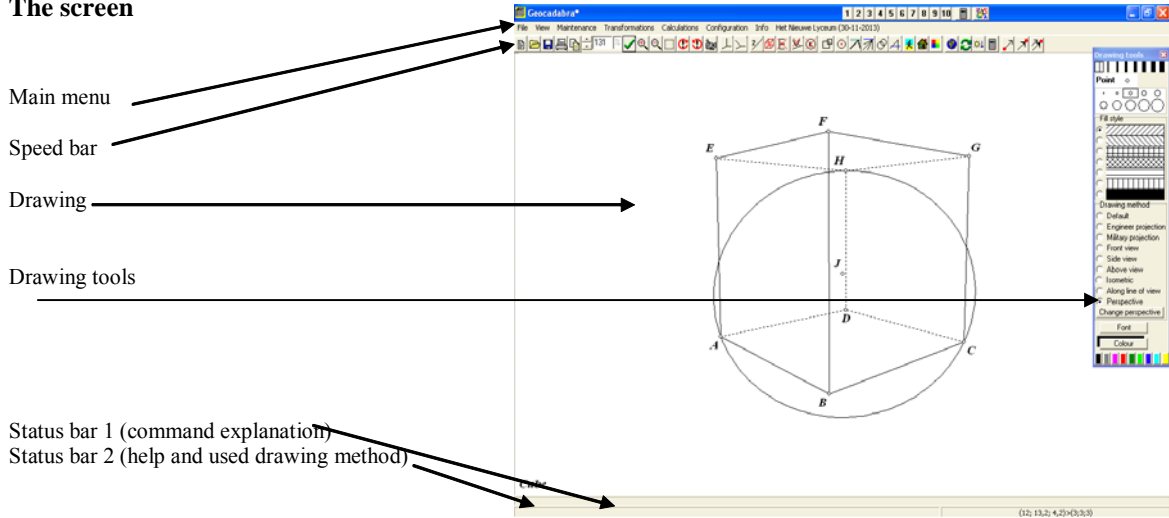 The screen
Geocadabra*
1 2 3 4 5 6 7 8 9 10
File View Maintenance Transformations Calculations Configuration Info Het Nieuwe Lyceum (30-11-2013)
131
Drawing tools
Point
Main menu
Speed bar
Fill style
F
E
G
H
Drawing
Drawing method
Default
Engineer projection
Military projection
Front view
Side view
Above view
Isometric
Along line of view
Perspective
Change perspective
Font
Colour
Drawing tools
J
D
A
C
B
Status bar 1 (command explanation)
Status bar 2 (help and used drawing method)
Cube
(12; 13,2; 4,2)>(3;3;3)